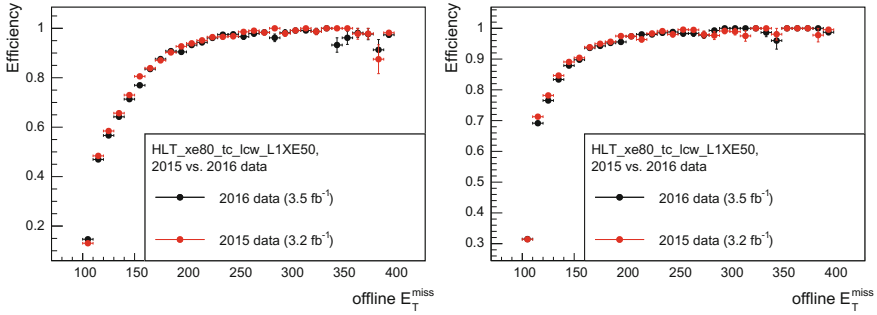 Efficiency
1
0.8
0.6
0.4
0.2
HLT_xe80_tc_lcw_L1XE50,
2015 vs. 2016 data
2016 data (3.5 fb⁻¹)
2015 data (3.2 fb⁻¹)
100 150 200 250 300 350 400
offline E_T^miss
Efficiency
1
0.9
0.8
0.7
0.6
0.5
0.4
0.3
HLT_xe80_tc_lcw_L1XE50,
2015 vs. 2016 data
2016 data (3.5 fb⁻¹)
2015 data (3.2 fb⁻¹)
100 150 200 250 300 350 400
offline E_T^miss